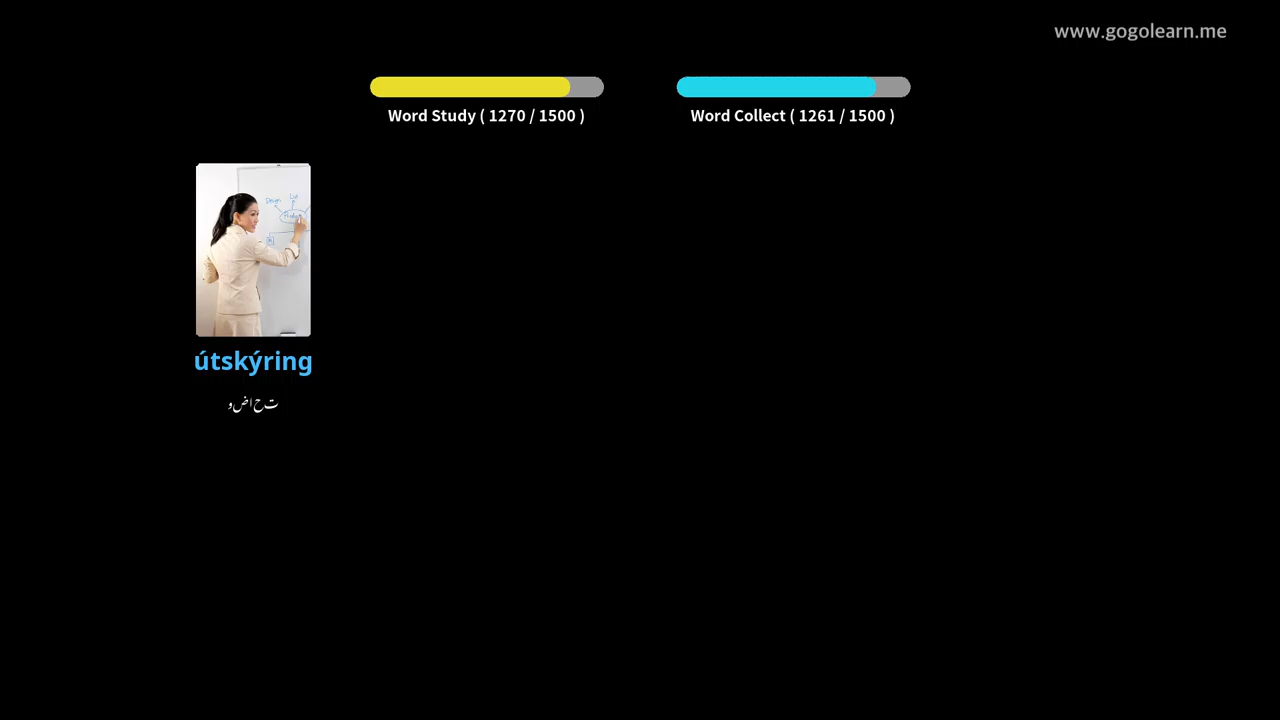 www.gogolearn.me
Word Study ( 1270 / 1500 )
Word Collect ( 1261 / 1500 )
útskýring
وضاحت